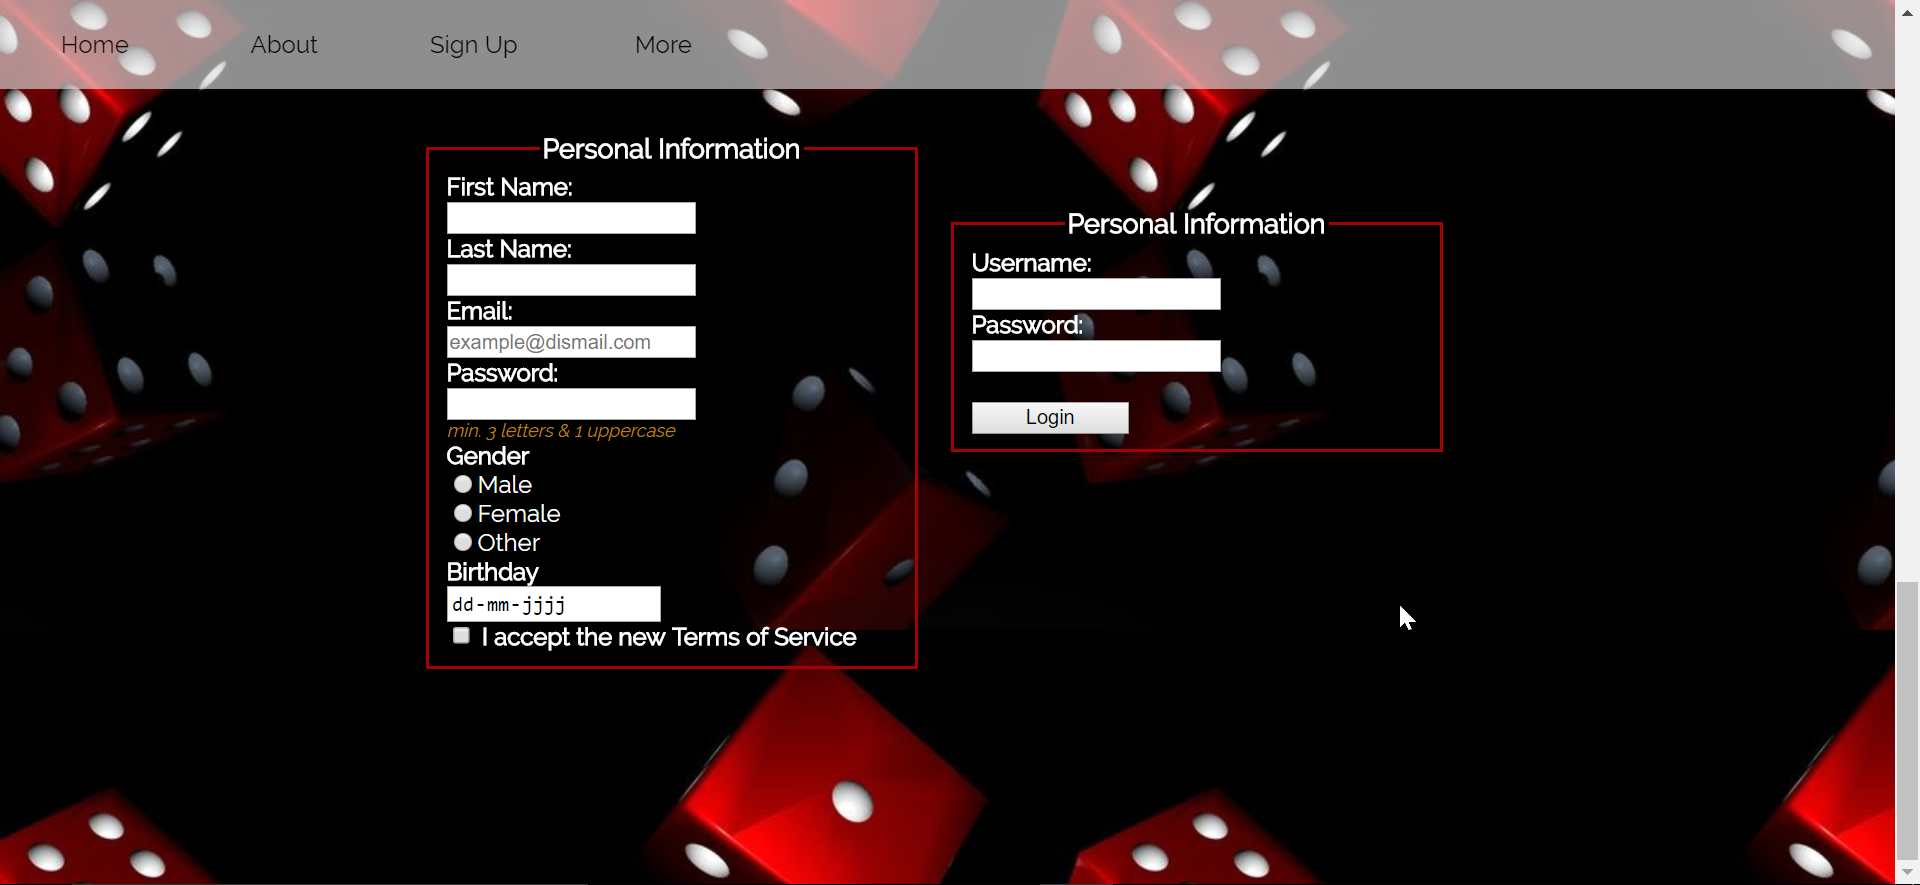 Home About Sign Up More
Personal Information
First Name:
Last Name:
Email:
example@dismail.com
Password:
min. 3 letters & 1 uppercase
Gender
Male
Female
Other
Birthday
dd-mm-jjjj
I accept the new Terms of Service
Personal Information
Username:
Password:
Login